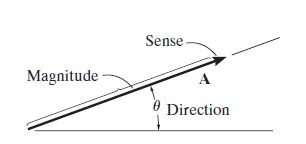 Sense
Magnitude
A
θ Direction